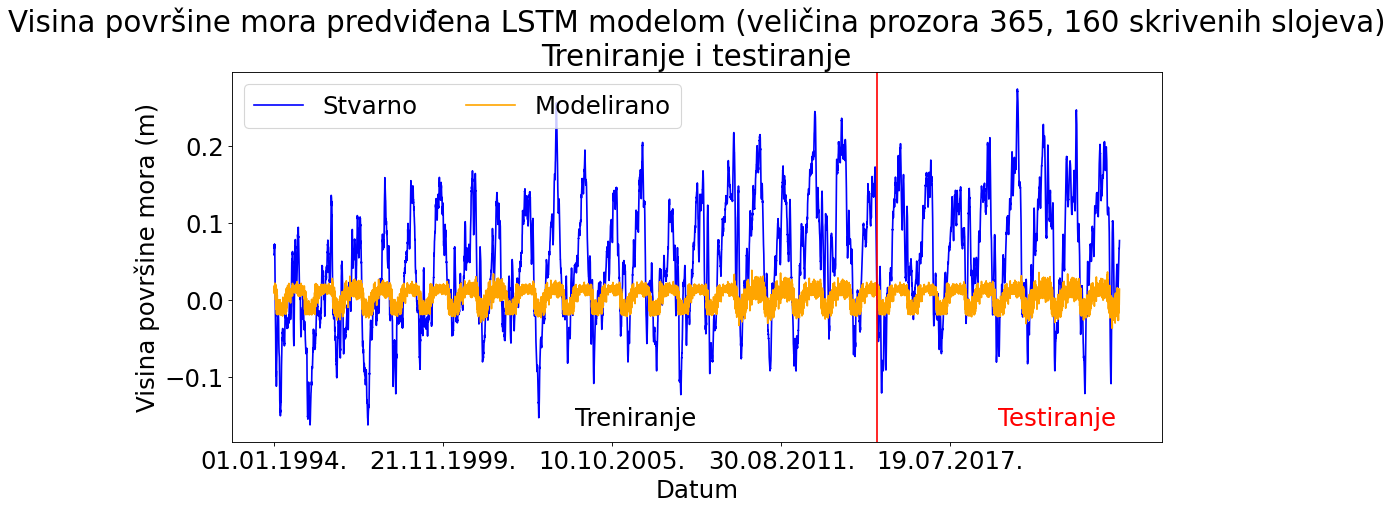 Visina površine mora predviđena LSTM modelom (veličina prozora 365, 160 skrivenih slojeva)
Treniranje i testiranje
Stvarno
Modelirano
Visina površine mora (m)
0.2
0.1
0.0
−0.1
Treniranje
Testiranje
01.01.1994.
21.11.1999.
10.10.2005.
30.08.2011.
19.07.2017.
Datum